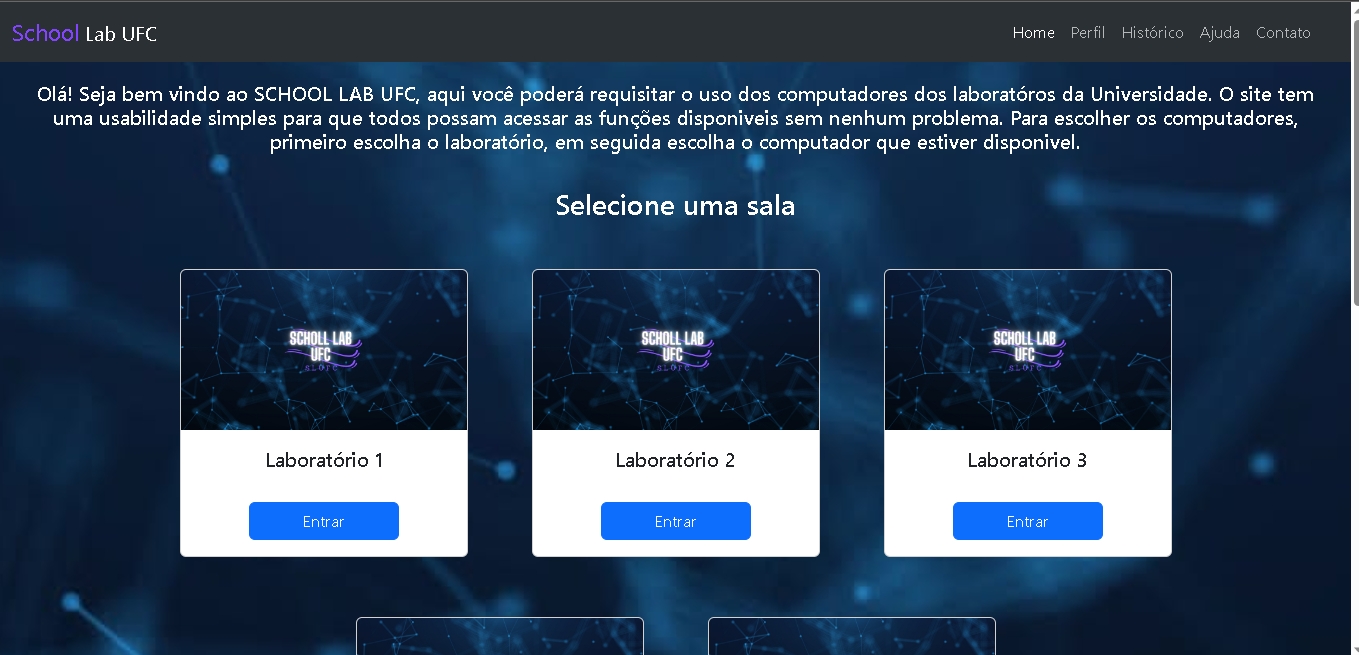 School Lab UFC
Home Perfil Histórico Ajuda Contato
Olá! Seja bem vindo ao SCHOOL LAB UFC, aqui você poderá requisitar o uso dos computadores dos laboratóros da Universidade. O site tem
uma usabilidade simples para que todos possam acessar as funções disponiveis sem nenhum problema. Para escolher os computadores,
primeiro escolha o laboratório, em seguida escolha o computador que estiver disponivel.
Selecione uma sala
SCHOLL LAB
UFC
Laboratório 1
Entrar
SCHOLL LAB
UFC
Laboratório 2
Entrar
SCHOLL LAB
UFC
Laboratório 3
Entrar